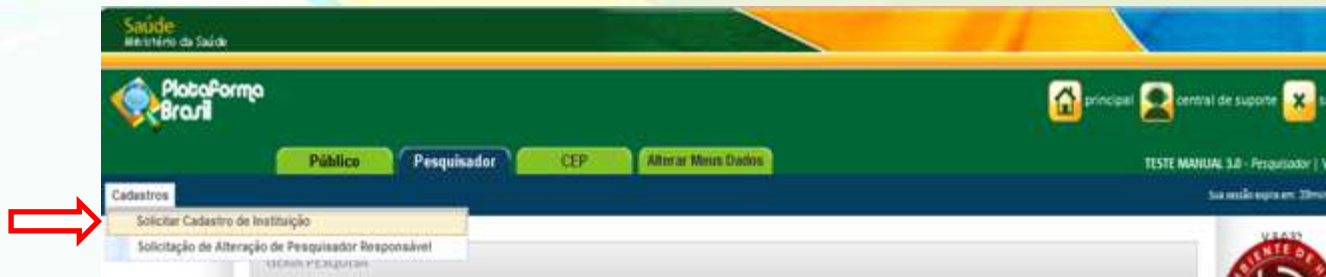 Saúde
Ministério da Saúde
Plataforma
Brasil
principal central de suporte
Público Pesquisador CEP Alterar Meus Dados
TESTE MANUAL 3.0 - Pesquisador | V
Cadastros
Sua sessão expira em: 39min
Solicitar Cadastro de Instituição
Solicitação de Alteração de Pesquisador Responsável